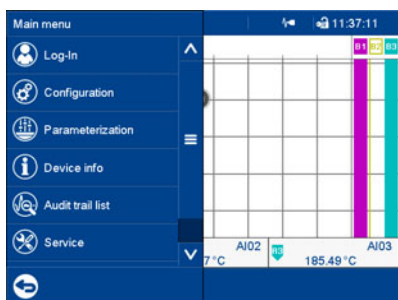 Main menu
11:37:11
B1 B2 B3
Log-In
Configuration
Parameterization
Device info
Audit trail list
Service
AI02
7 °C
B3
AI03
185.49 °C